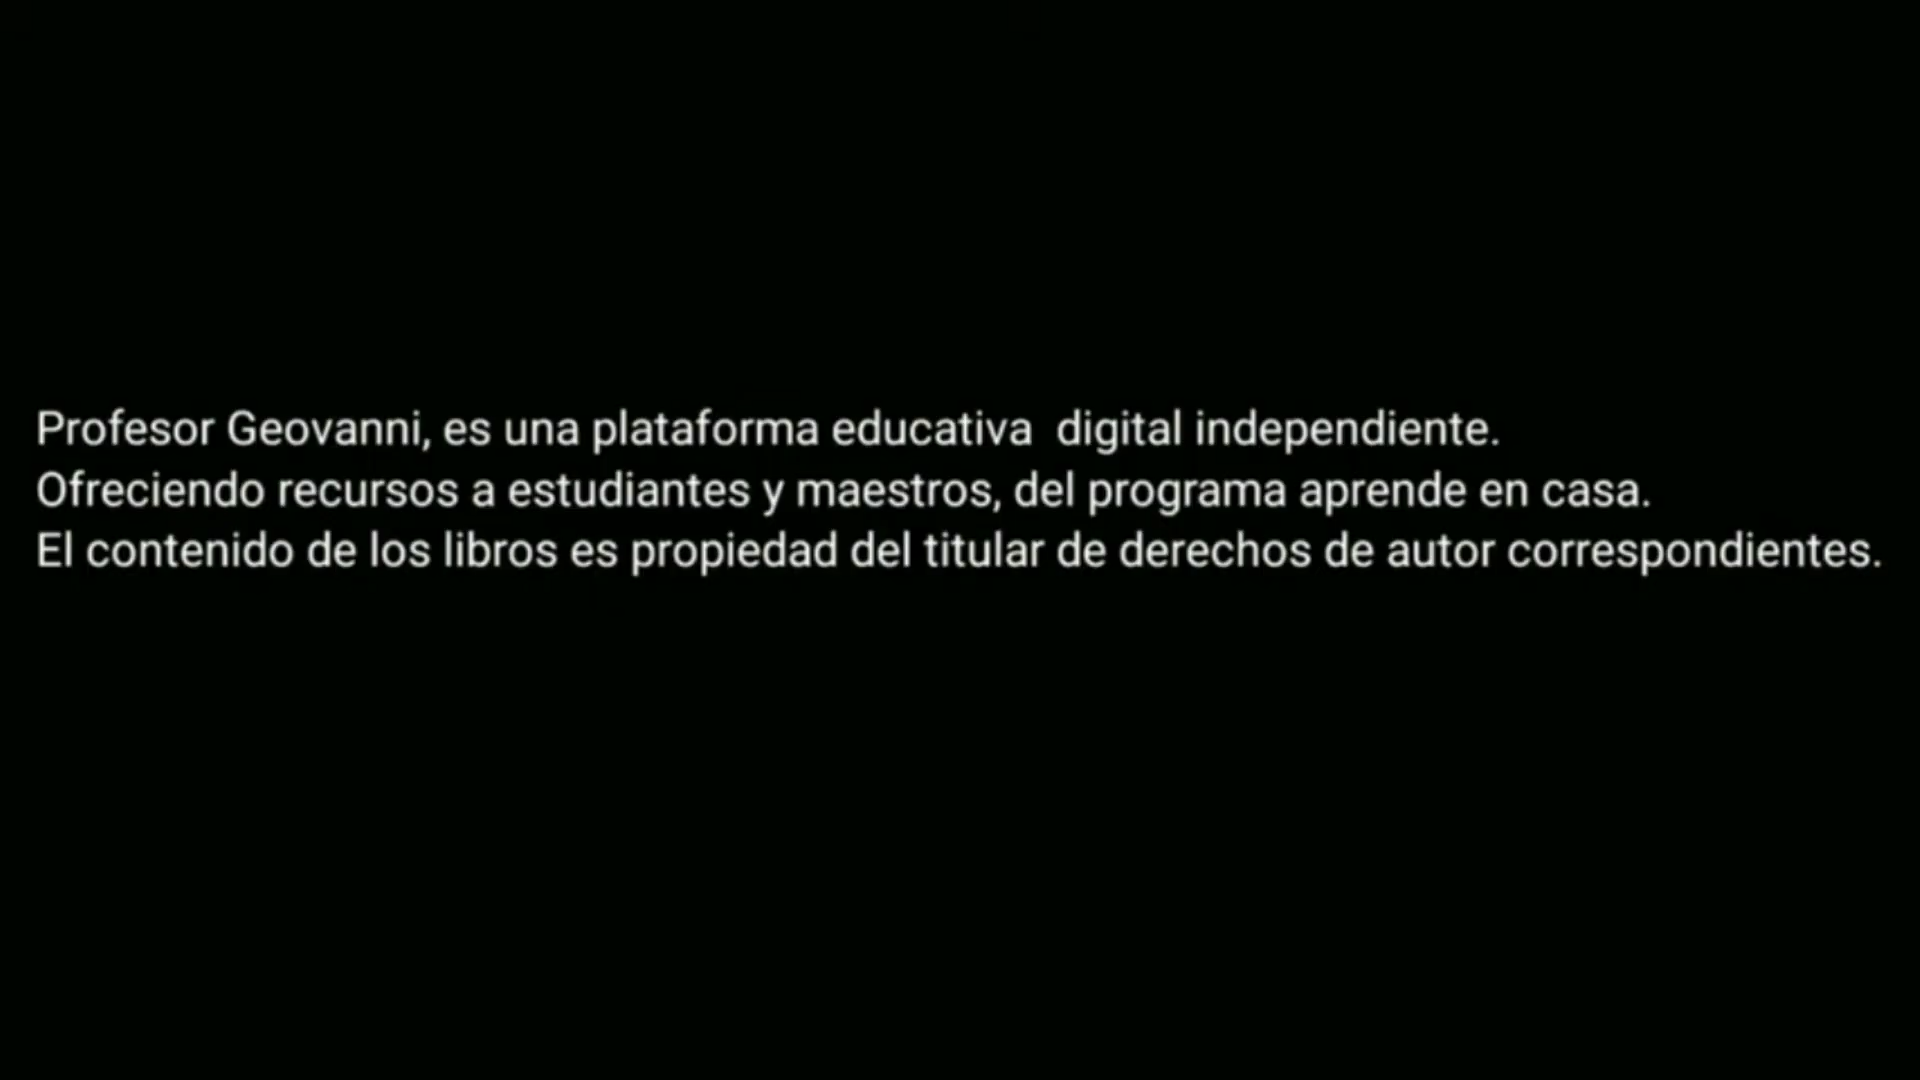 Profesor Geovanni, es una plataforma educativa  digital independiente.
Ofreciendo recursos a estudiantes y maestros, del programa aprende en casa.
El contenido de los libros es propiedad del titular de derechos de autor correspondientes.